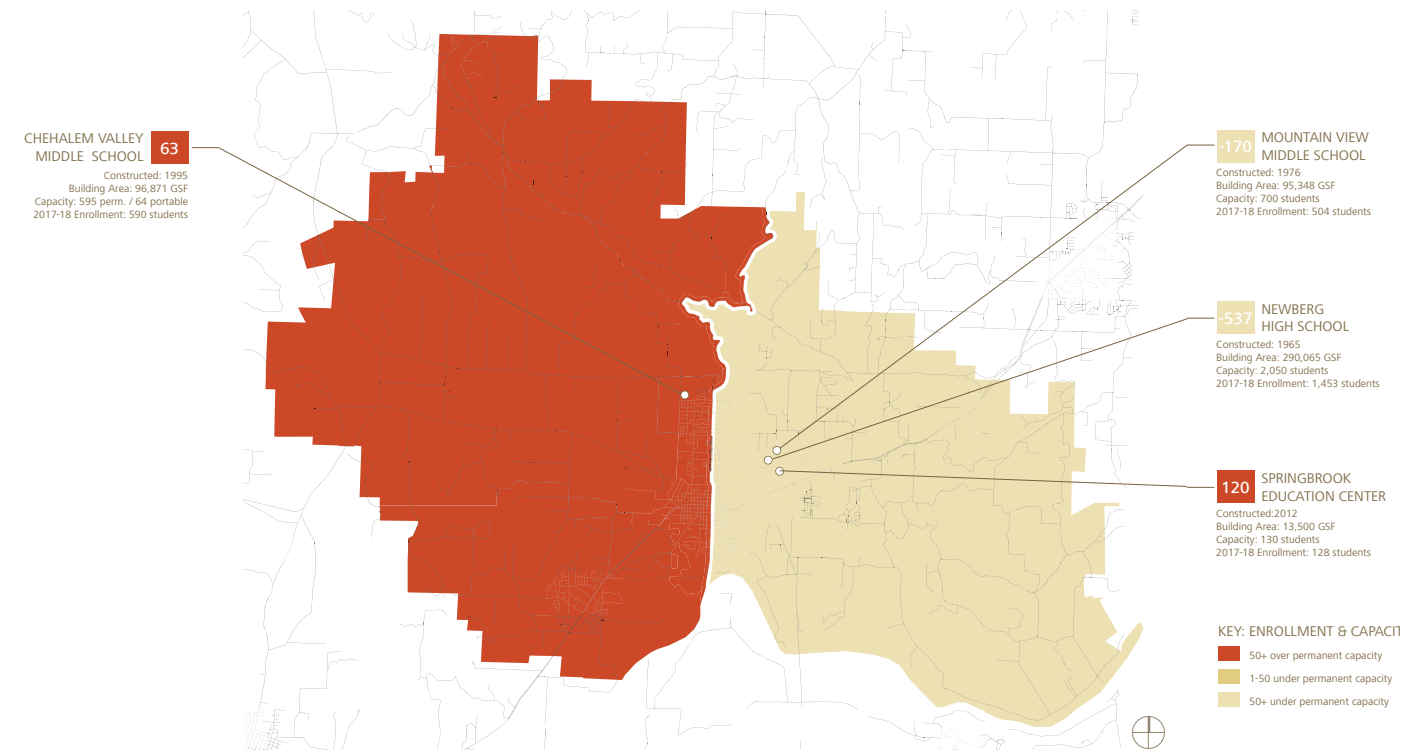 CHEHALEM VALLEY
MIDDLE SCHOOL
63
Constructed: 1995
Building Area: 96,871 GSF
Capacity: 595 perm. / 64 portable
2017-18 Enrollment: 590 students
-170
MOUNTAIN VIEW
MIDDLE SCHOOL
Constructed: 1976
Building Area: 95,348 GSF
Capacity: 700 students
2017-18 Enrollment: 504 students
-537
NEWBERG
HIGH SCHOOL
Constructed: 1965
Building Area: 290,065 GSF
Capacity: 2,050 students
2017-18 Enrollment: 1,453 students
120
SPRINGBROOK
EDUCATION CENTER
Constructed:2012
Building Area: 13,500 GSF
Capacity: 130 students
2017-18 Enrollment: 128 students
KEY: ENROLLMENT & CAPACIT
50+ over permanent capacity
1-50 under permanent capacity
50+ under permanent capacity